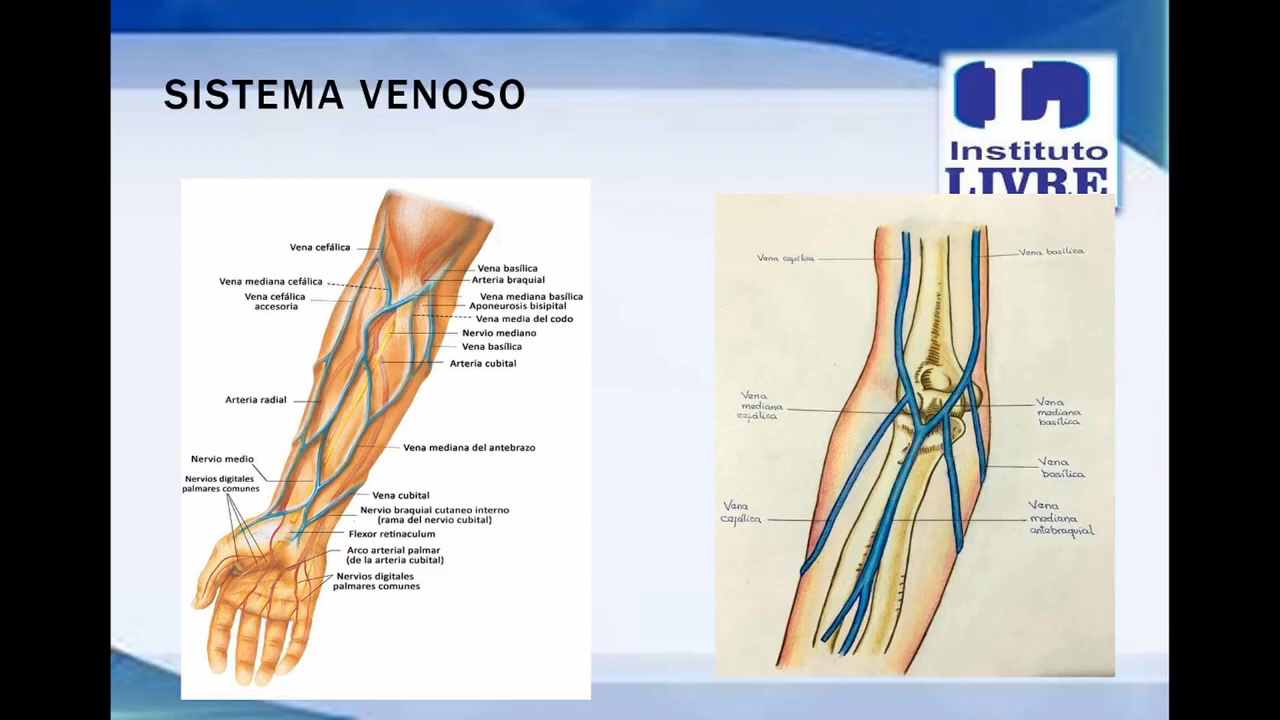 SISTEMA VENOSO
Instituto
LIVRE
Vena cefálica
Vena mediana cefálica
Vena cefálica
accesoria
Arteria radial
Nervio medio
Nervios digitales
palmares comunes
Vena basílica
Arteria braquial
Vena mediana basílica
Aponeurosis bisipital
Vena media del codo
Nervio mediano
Vena basílica
Arteria cubital
Vena mediana del antebrazo
Vena cubital
Nervio braquial cutaneo interno
(rama del nervio cubital)
Flexor retinaculum
Arco arterial palmar
(de la arteria cubital)
Nervios digitales
palmares comunes
Vena cefálica
Vena basílica
Vena
mediana
cefálica
Vena
mediana
basílica
Vena
basílica
Vena
cefálica
Vena
mediana
antebraquial